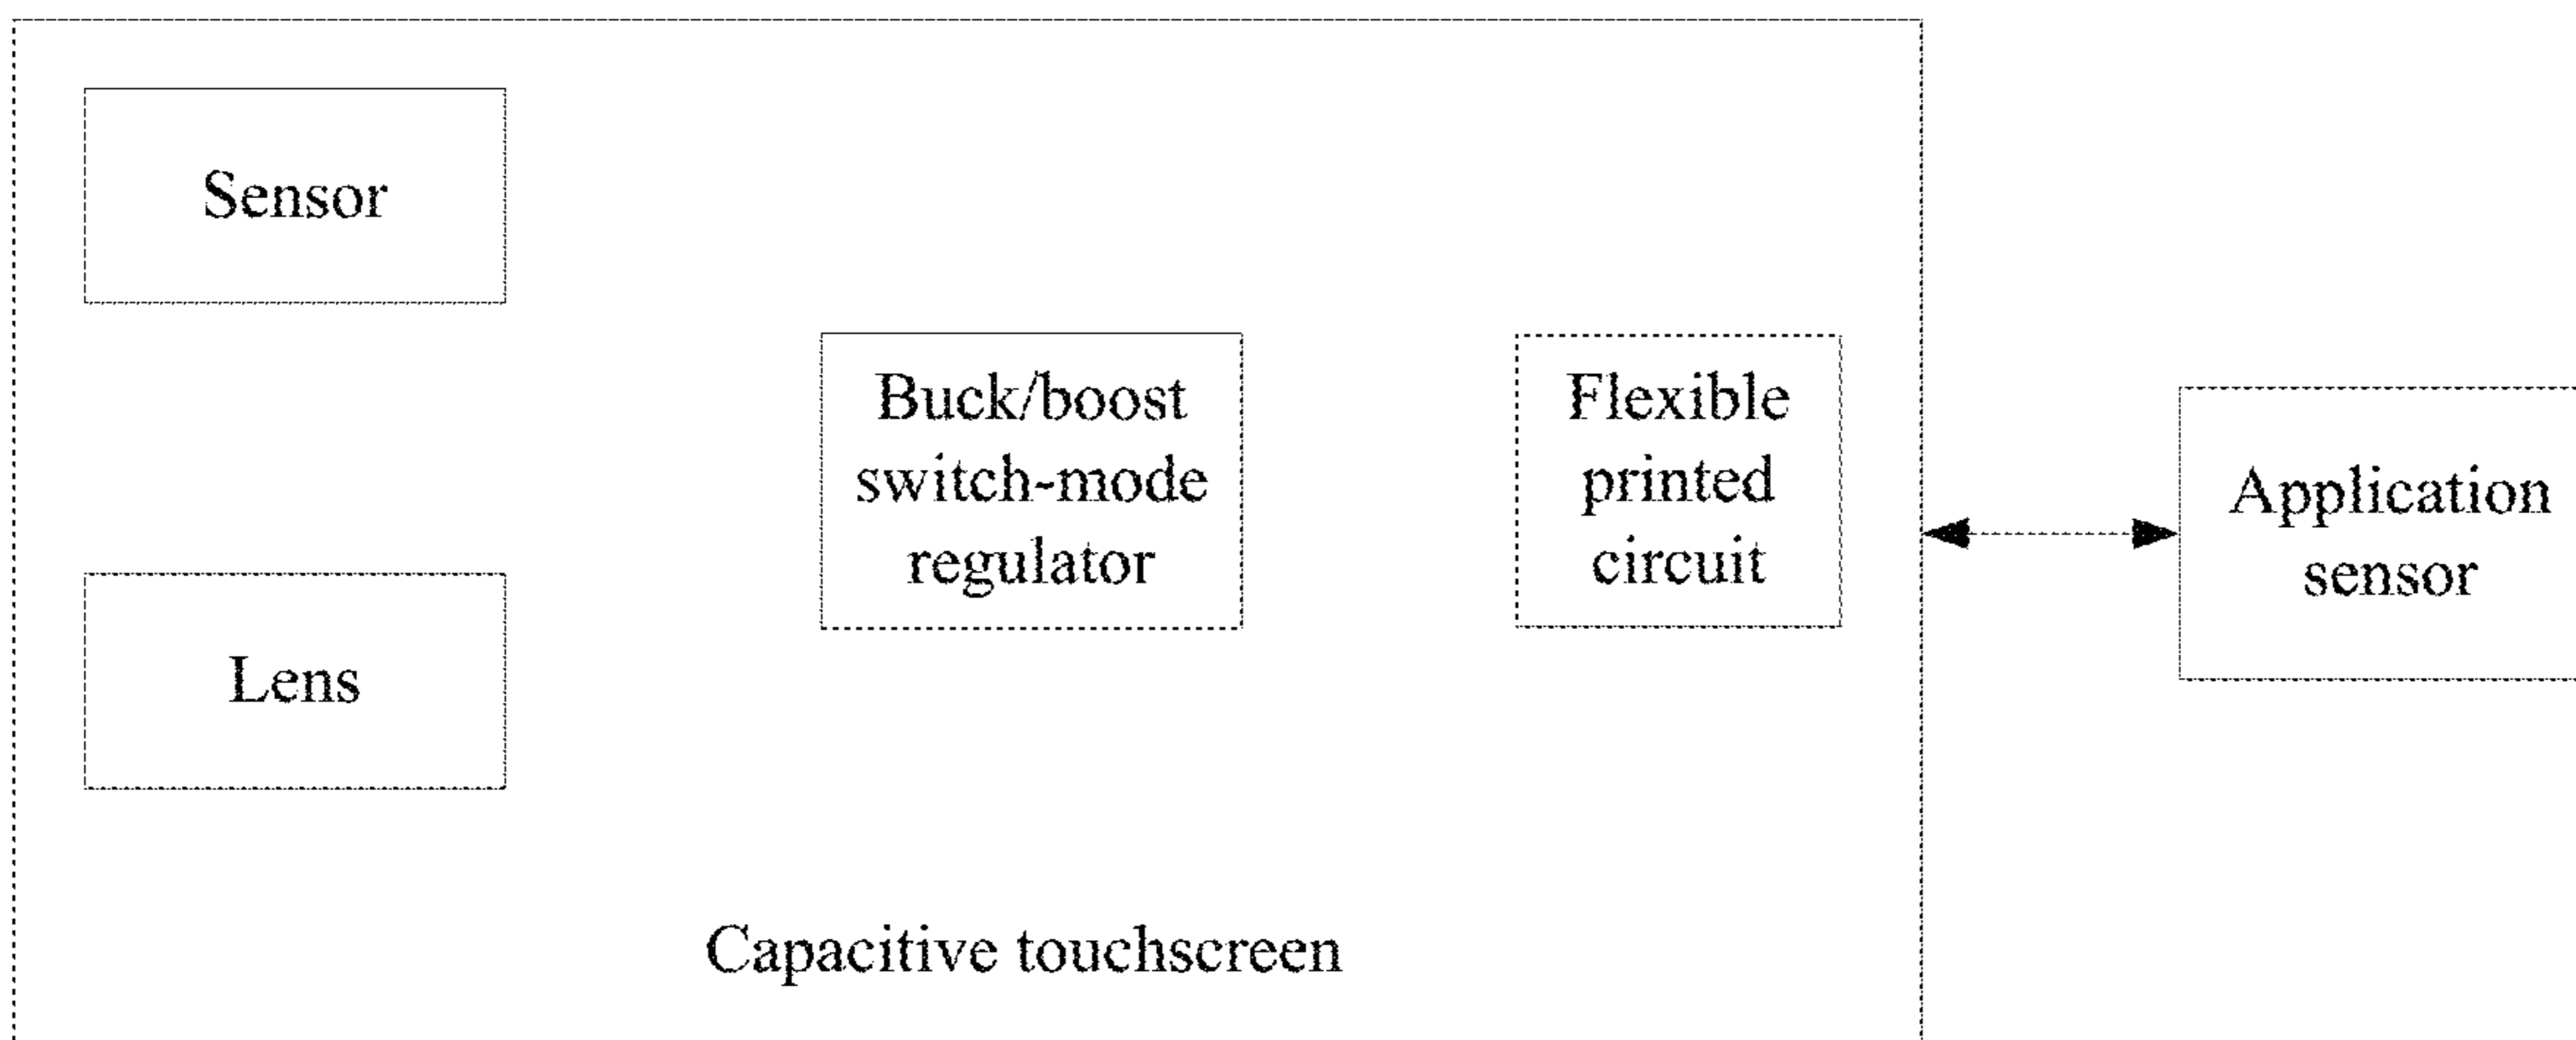 Sensor
Lens
Buck/boost
switch-mode
regulator
Flexible
printed
circuit
Application
sensor
Capacitive touchscreen